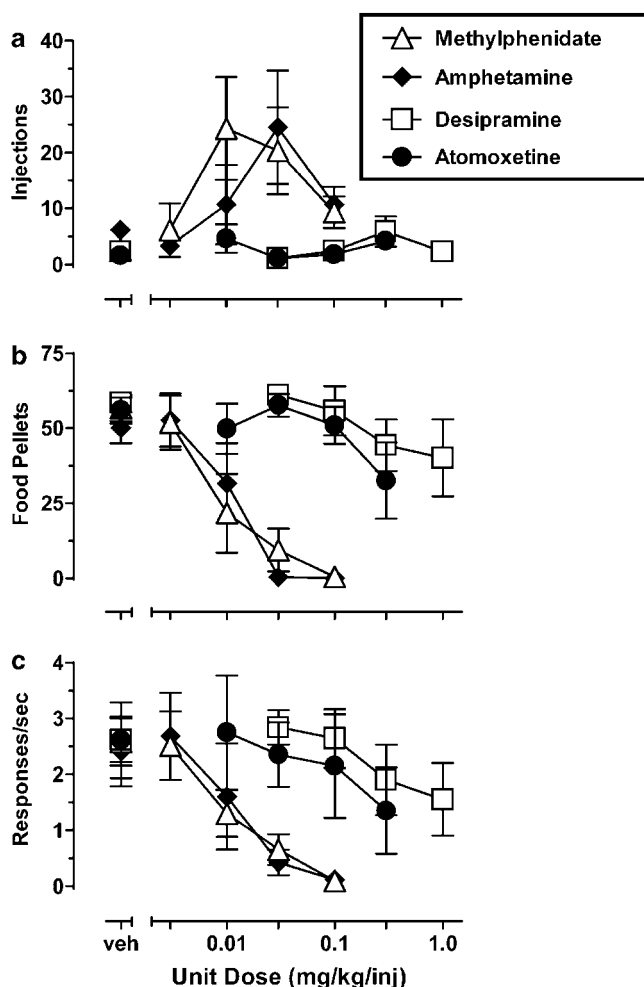 a
40
30
20
10
0
Injections
Methylphenidate
Amphetamine
Desipramine
Atomoxetine
b
75
50
25
0
Food Pellets
c
4
3
2
1
0
Responses/sec
veh 0.01 0.1 1.0
Unit Dose (mg/kg/inj)